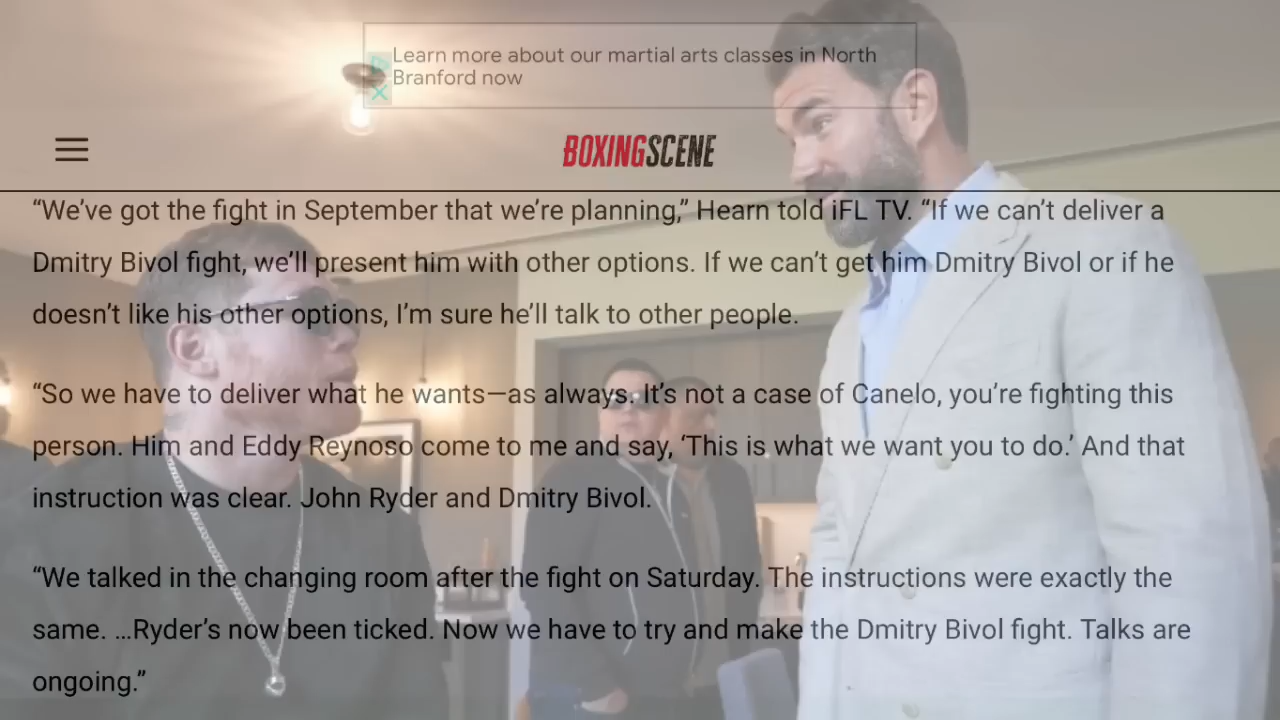 Learn more about our martial arts classes in North
Branford now
BOXINGSCENE
“We’ve got the fight in September that we’re planning,” Hearn told iFL TV. “If we can’t deliver a
Dmitry Bivol fight, we’ll present him with other options. If we can’t get him Dmitry Bivol or if he
doesn’t like his other options, I’m sure he’ll talk to other people.
“So we have to deliver what he wants—as always. It’s not a case of Canelo, you’re fighting this
person. Him and Eddy Reynoso come to me and say, ‘This is what we want you to do.’ And that
instruction was clear. John Ryder and Dmitry Bivol.
“We talked in the changing room after the fight on Saturday. The instructions were exactly the
same. …Ryder’s now been ticked. Now we have to try and make the Dmitry Bivol fight. Talks are
ongoing.”